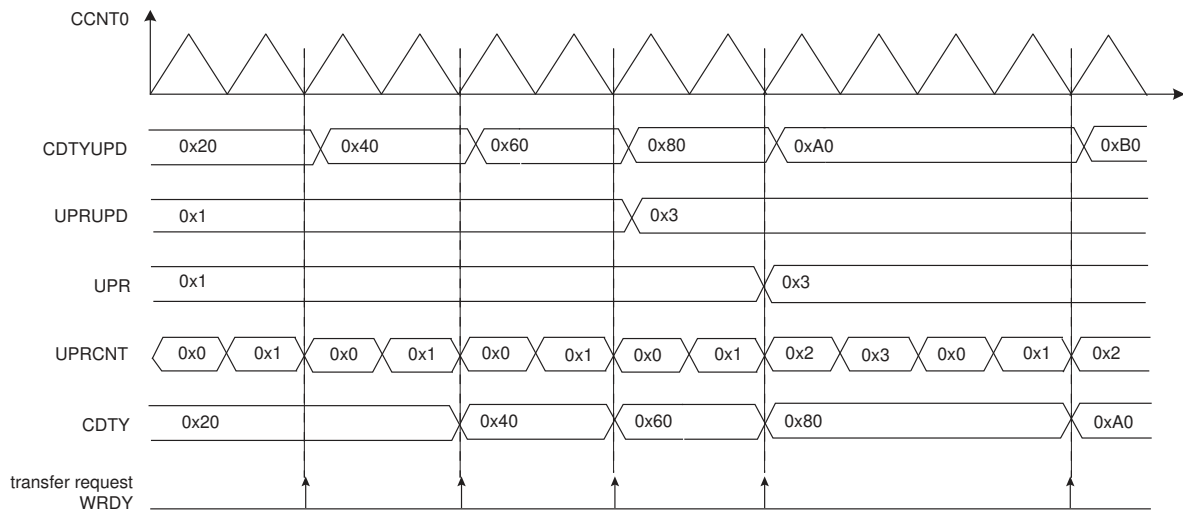 CCNT0
CDTYUPD 0x20 0x40 0x60 0x80 0xA0 0xB0
UPRUPD 0x1 0x3
UPR 0x1 0x3
UPRCNT 0x0 0x1 0x0 0x1 0x0 0x1 0x0 0x1 0x2 0x3 0x0 0x1 0x2
CDTY 0x20 0x40 0x60 0x80 0xA0
transfer request
WRDY